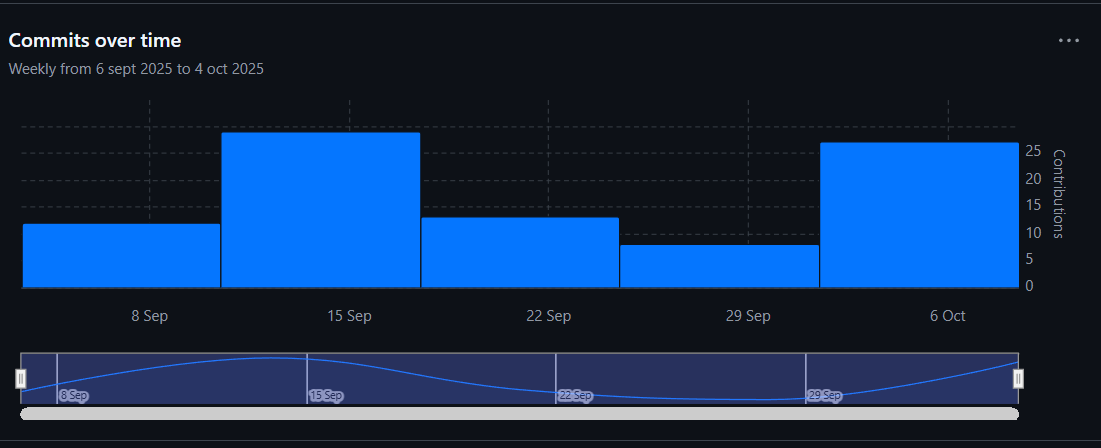 Commits over time
Weekly from 6 sept 2025 to 4 oct 2025
25
20
15
10
5
0
Contributions
8 Sep 15 Sep 22 Sep 29 Sep 6 Oct
8 Sep 15 Sep 22 Sep 29 Sep